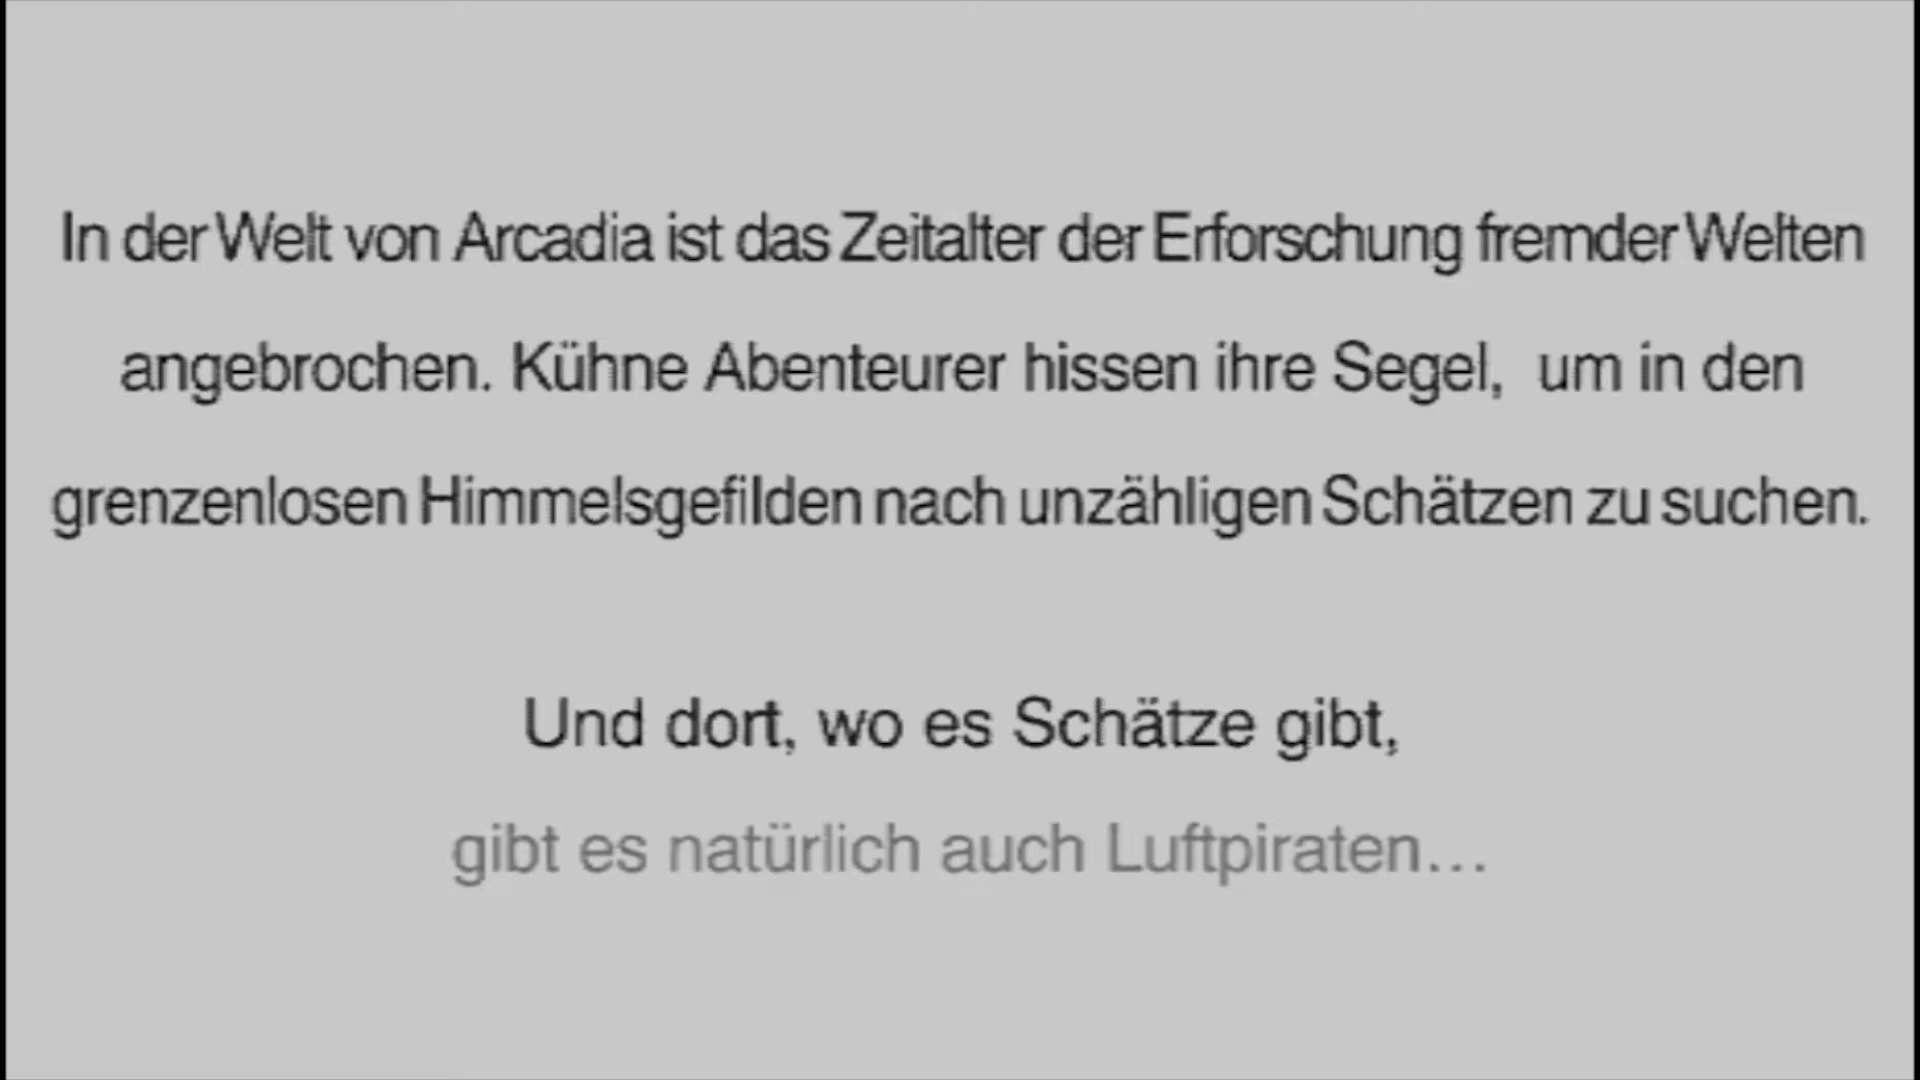 In der Welt von Arcadia ist das Zeitalter der Erforschung fremder Welten
angebrochen. Kühne Abenteurer hissen ihre Segel, um in den
grenzenlosen Himmelsgefilden nach unzähligen Schätzen zu suchen.
Und dort, wo es Schätze gibt,
gibt es natürlich auch Luftpiraten...